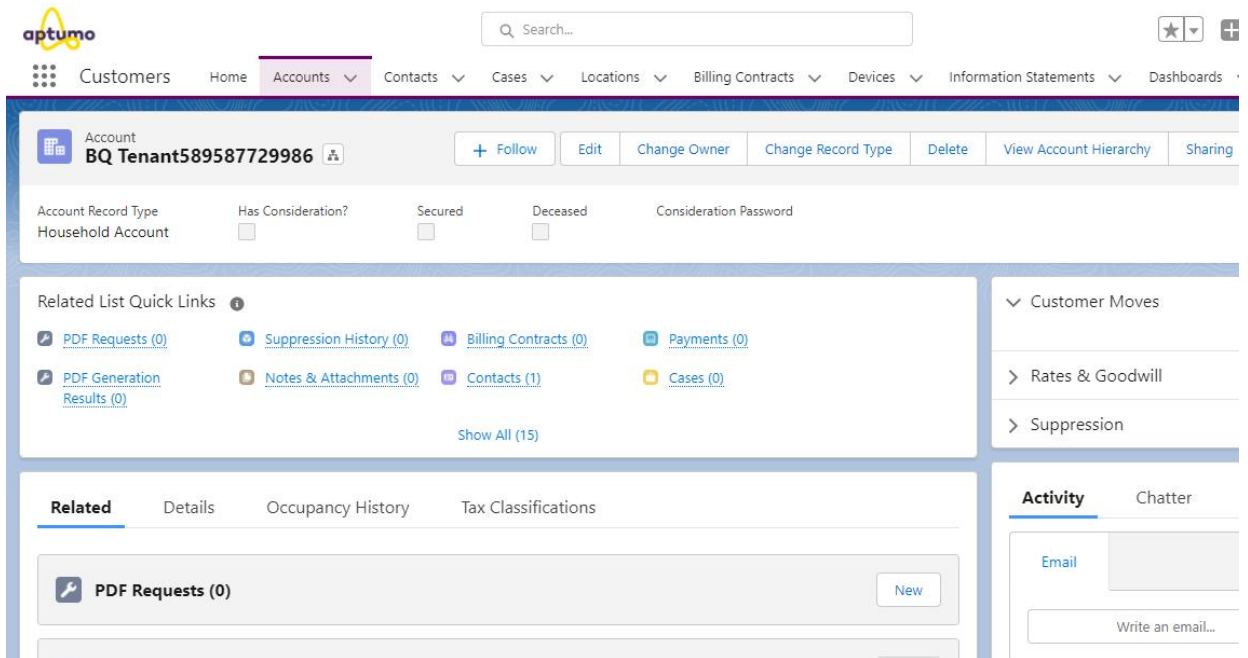 aptumo
Search...
Customers Home Accounts Contacts Cases Locations Billing Contracts Devices Information Statements Dashboards
Account
BQ Tenant589587729986
+ Follow Edit Change Owner Change Record Type Delete View Account Hierarchy Sharing
Account Record Type Has Consideration? Secured Deceased Consideration Password
Household Account
Related List Quick Links
PDF Requests (0) Suppression History (0) Billing Contracts (0) Payments (0)
PDF Generation Results (0) Notes & Attachments (0) Contacts (1) Cases (0)
Show All (15)
Customer Moves
Rates & Goodwill
Suppression
Related Details Occupancy History Tax Classifications
PDF Requests (0) New
Activity Chatter
Email
Write an email...